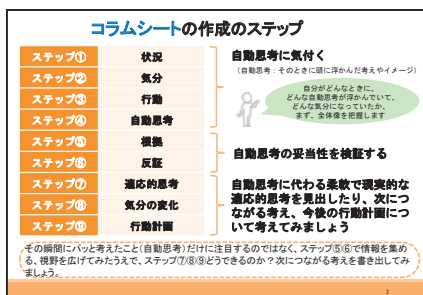 コラムシートの作成のステップ
ステップ① 状況
ステップ② 気分
ステップ③ 行動
ステップ④ 自動思考
ステップ⑤ 根拠
ステップ⑥ 反証
ステップ⑦ 適応的思考
ステップ⑧ 気分の変化
ステップ⑨ 行動計画
自動思考に気付く
(自動思考:そのときに頭に浮かんだ考えやイメージ)
自分がどんなときに、
どんな自動思考が浮かんでいて、
どんな気分になっていたか、
まず、全体像を把握します
自動思考の妥当性を検証する
自動思考に代わる柔軟で現実的な
適応的思考を見出したり、次につ
ながる考え、今後の行動計画につ
いて考えてみましょう
その瞬間にパッと考えたこと(自動思考)だけに注目するのではなく、ステップ⑤⑥で情報を集め
る、視野を広げてみたうえで、ステップ⑦⑧⑨どうできるのか?次につながる考えを書き出してみ
ましょう。
2